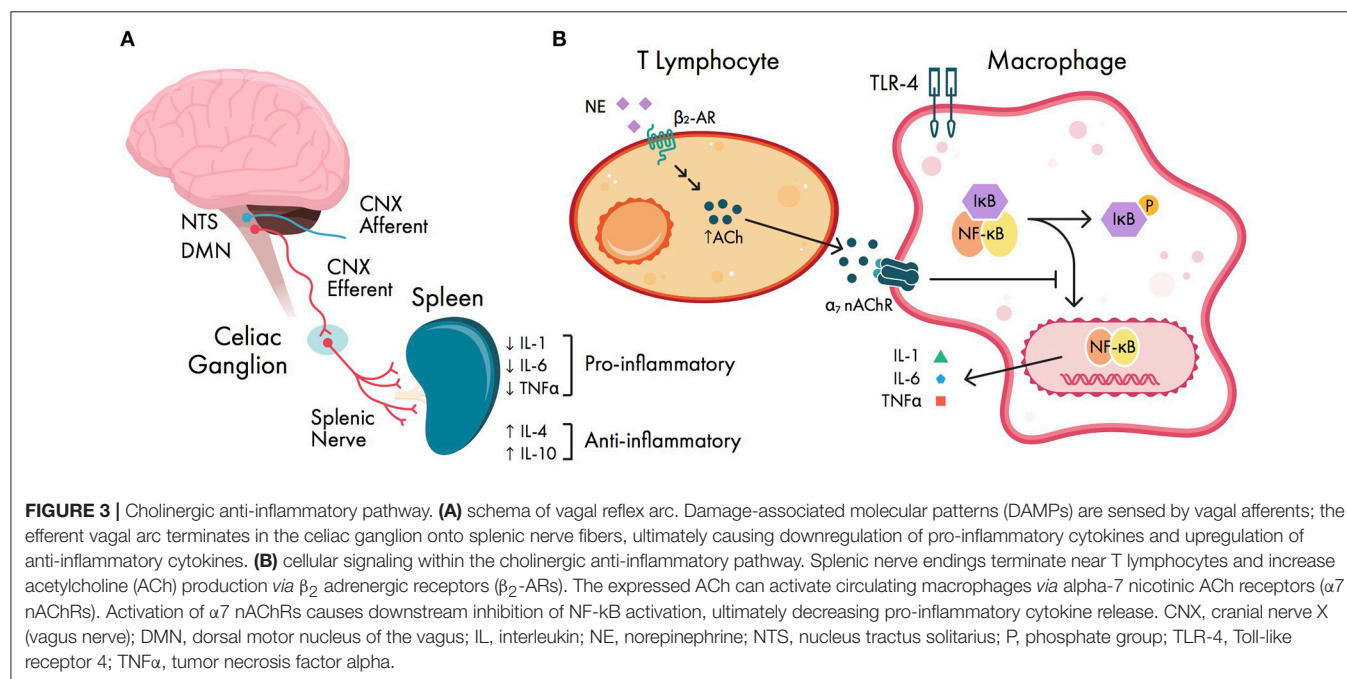 A
B
T Lymphocyte
Macrophage
TLR-4
NE
β₂-AR
NTS
DMN
CNX
Afferent
CNX
Efferent
Spleen
Celiac
Ganglion
Splenic
Nerve
↓ IL-1
↓ IL-6
↓ TNFα
Pro-inflammatory
↑ IL-4
↑ IL-10
Anti-inflammatory
↑ACh
α₇ nAChR
IκB
NF-κB
IκB
P
NF-κB
IL-1
IL-6
TNFα
FIGURE 3 | Cholinergic anti-inflammatory pathway. (A) schema of vagal reflex arc. Damage-associated molecular patterns (DAMPs) are sensed by vagal afferents; the
efferent vagal arc terminates in the celiac ganglion onto splenic nerve fibers, ultimately causing downregulation of pro-inflammatory cytokines and upregulation of
anti-inflammatory cytokines. (B) cellular signaling within the cholinergic anti-inflammatory pathway. Splenic nerve endings terminate near T lymphocytes and increase
acetylcholine (ACh) production via β₂ adrenergic receptors (β₂-ARs). The expressed ACh can activate circulating macrophages via alpha-7 nicotinic ACh receptors (α7
nAChRs). Activation of α7 nAChRs causes downstream inhibition of NF-kB activation, ultimately decreasing pro-inflammatory cytokine release. CNX, cranial nerve X
(vagus nerve); DMN, dorsal motor nucleus of the vagus; IL, interleukin; NE, norepinephrine; NTS, nucleus tractus solitarius; P, phosphate group; TLR-4, Toll-like
receptor 4; TNFα, tumor necrosis factor alpha.